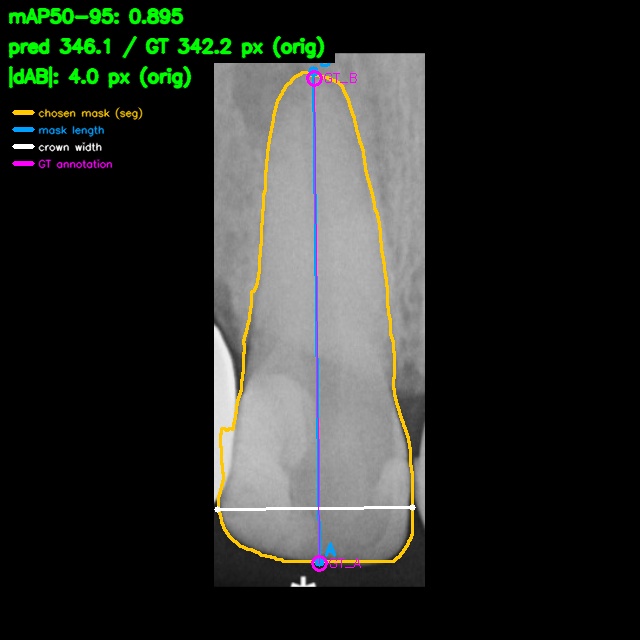 mAP50-95: 0.895
pred 346.1 / GT 342.2 px (orig)
|dAB|: 4.0 px (orig)
chosen mask (seg)
mask length
crown width
GT annotation
GT_B
A
GT_A